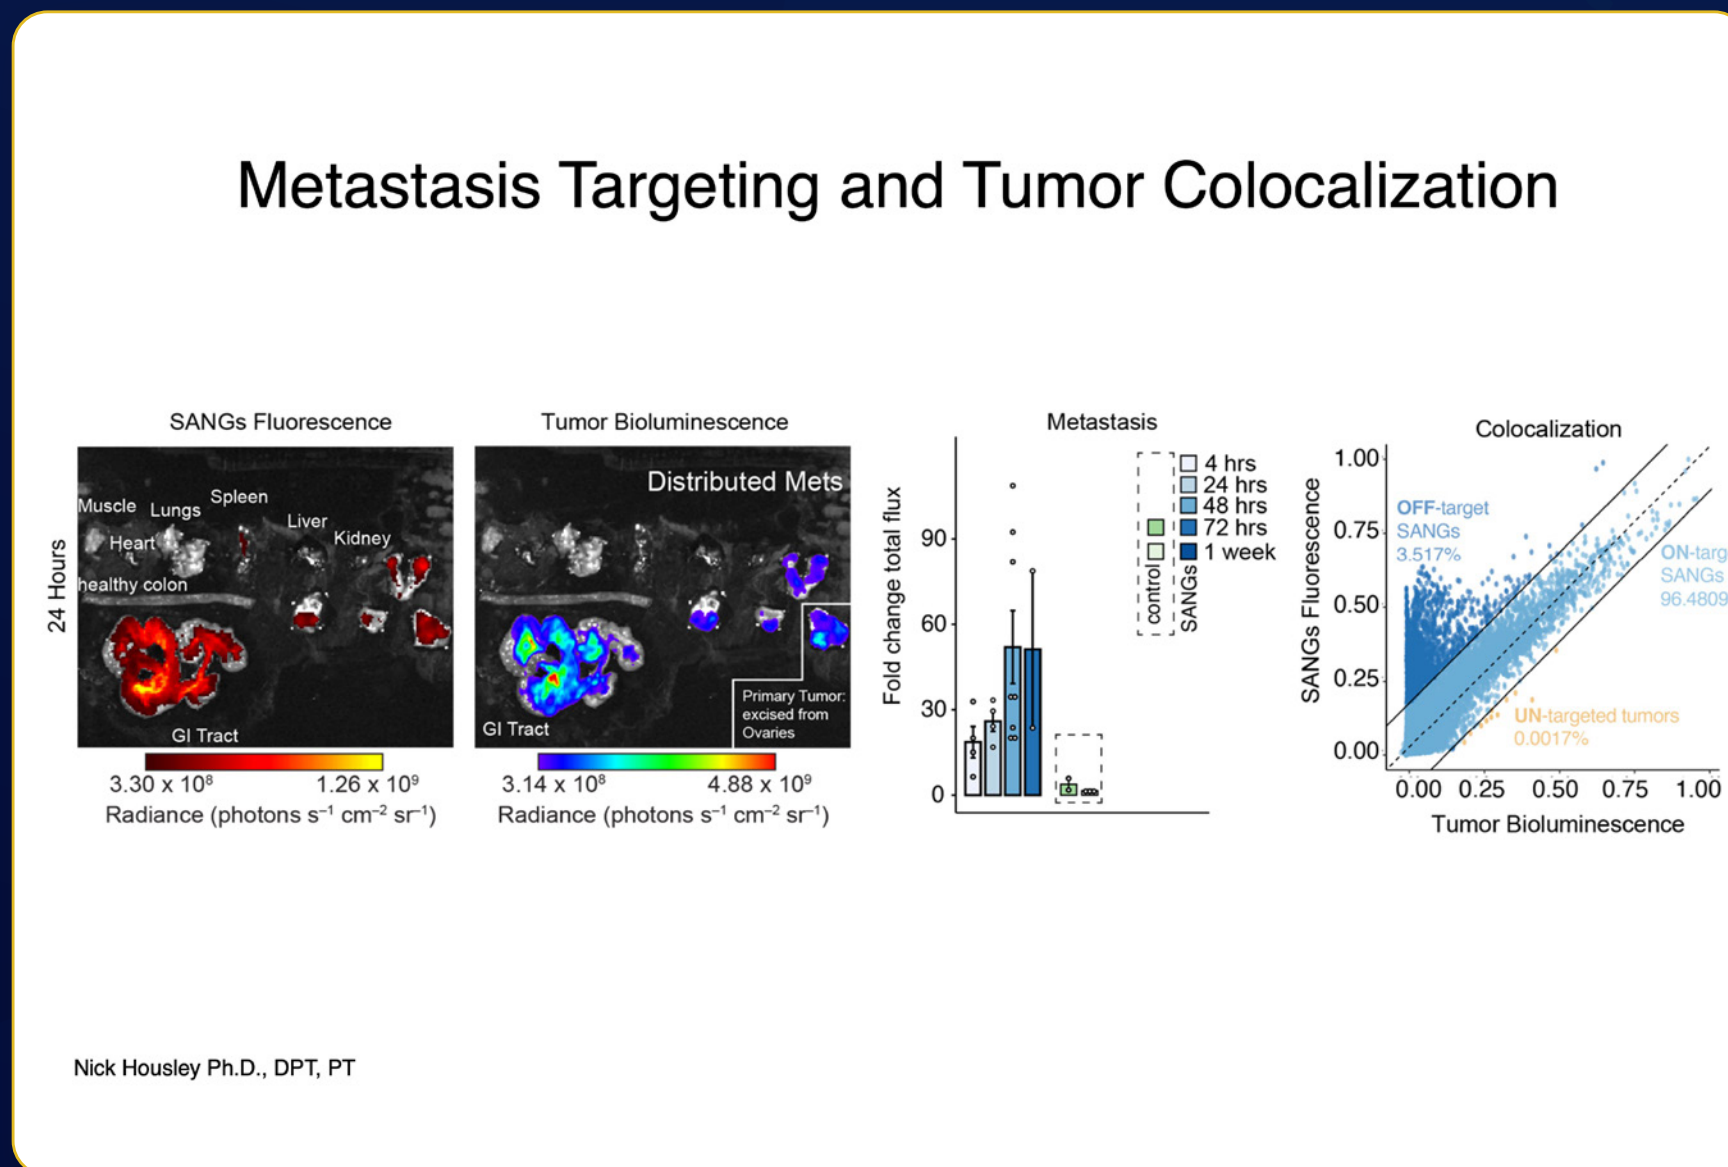 Metastasis Targeting and Tumor Colocalization
SANGs Fluorescence
24 Hours
Muscle
Lungs
Spleen
Heart
Liver
Kidney
healthy colon
GI Tract
3.30 x 10⁸
1.26 x 10⁹
Radiance (photons s⁻¹ cm⁻² sr⁻¹)
Tumor Bioluminescence
Distributed Mets
GI Tract
Primary Tumor:
excised from
Ovaries
3.14 x 10⁸
4.88 x 10⁹
Radiance (photons s⁻¹ cm⁻² sr⁻¹)
Metastasis
Fold change total flux
90
60
30
0
4 hrs
24 hrs
48 hrs
72 hrs
1 week
control
SANGs
Colocalization
SANGs Fluorescence
1.00
0.75
0.50
0.25
0.00
OFF-target
SANGs
3.517%
ON-targ
SANGs
96.4809
UN-targeted tumors
0.0017%
0.00 0.25 0.50 0.75 1.00
Tumor Bioluminescence
Nick Housley Ph.D., DPT, PT